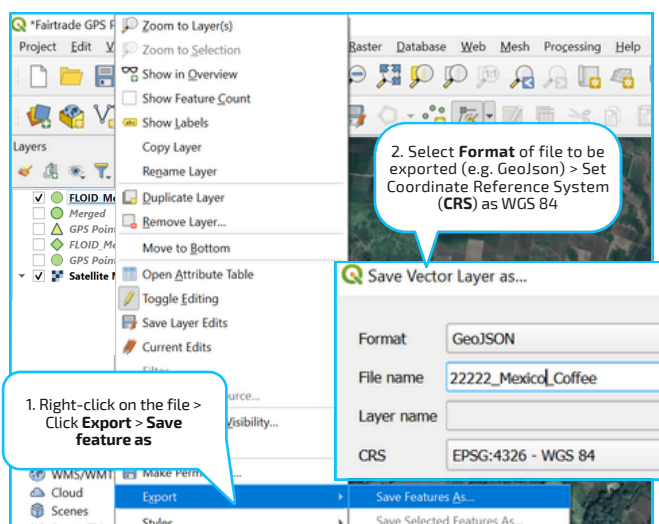 *Fairtrade GPS
Project Edit
Raster Database Web Mesh Processing Help
Layers
FLOID_Me
Merged
GPS Poin
FLOID_Me
GPS Poin
Satellite
WMS/WMT
Cloud
Scenes
Zoom to Layer(s)
Zoom to Selection
Show in Overview
Show Feature Count
Show Labels
Copy Layer
Rename Layer
Duplicate Layer
Remove Layer...
Move to Bottom
Open Attribute Table
Toggle Editing
Save Layer Edits
Current Edits
Visibility...
Export
Styles
Save Features As...
Save Selected Features As...
1. Right-click on the file >
Click Export > Save
feature as
2. Select Format of file to be
exported (e.g. GeoJson) > Set
Coordinate Reference System
(CRS) as WGS 84
Save Vector Layer as...
Format GeoJSON
File name 22222_Mexico_Coffee
Layer name
CRS EPSG:4326 - WGS 84